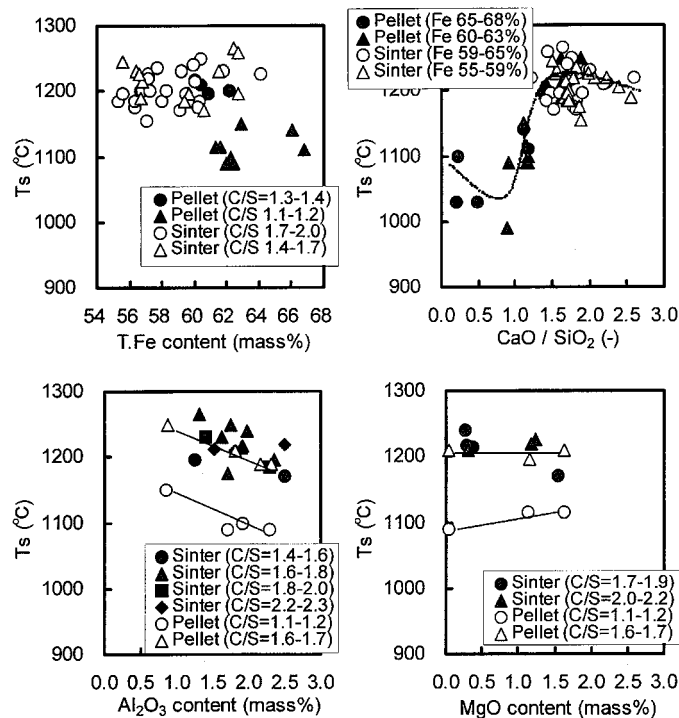 1300
1200
1100
1000
900
Ts (°C)
Pellet (C/S=1.3-1.4)
Pellet (C/S 1.1-1.2)
Sinter (C/S 1.7-2.0)
Sinter (C/S 1.4-1.7)
54 56 58 60 62 64 66 68
T.Fe content (mass%)
Pellet (Fe 65-68%)
Pellet (Fe 60-63%)
Sinter (Fe 59-65%)
Sinter (Fe 55-59%)
1200
1100
1000
900
Ts (°C)
0.0 0.5 1.0 1.5 2.0 2.5 3.0
CaO / SiO₂ (-)
1300
1200
1100
1000
900
Ts (°C)
Sinter (C/S=1.4-1.6)
Sinter (C/S=1.6-1.8)
Sinter (C/S=1.8-2.0)
Sinter (C/S=2.2-2.3)
Pellet (C/S=1.1-1.2)
Pellet (C/S=1.6-1.7)
0.0 0.5 1.0 1.5 2.0 2.5 3.0
Al₂O₃ content (mass%)
1300
1200
1100
1000
900
Ts (°C)
Sinter (C/S=1.7-1.9)
Sinter (C/S=2.0-2.2)
Pellet (C/S=1.1-1.2)
Pellet (C/S=1.6-1.7)
0.0 0.5 1.0 1.5 2.0 2.5
MgO content (mass%)